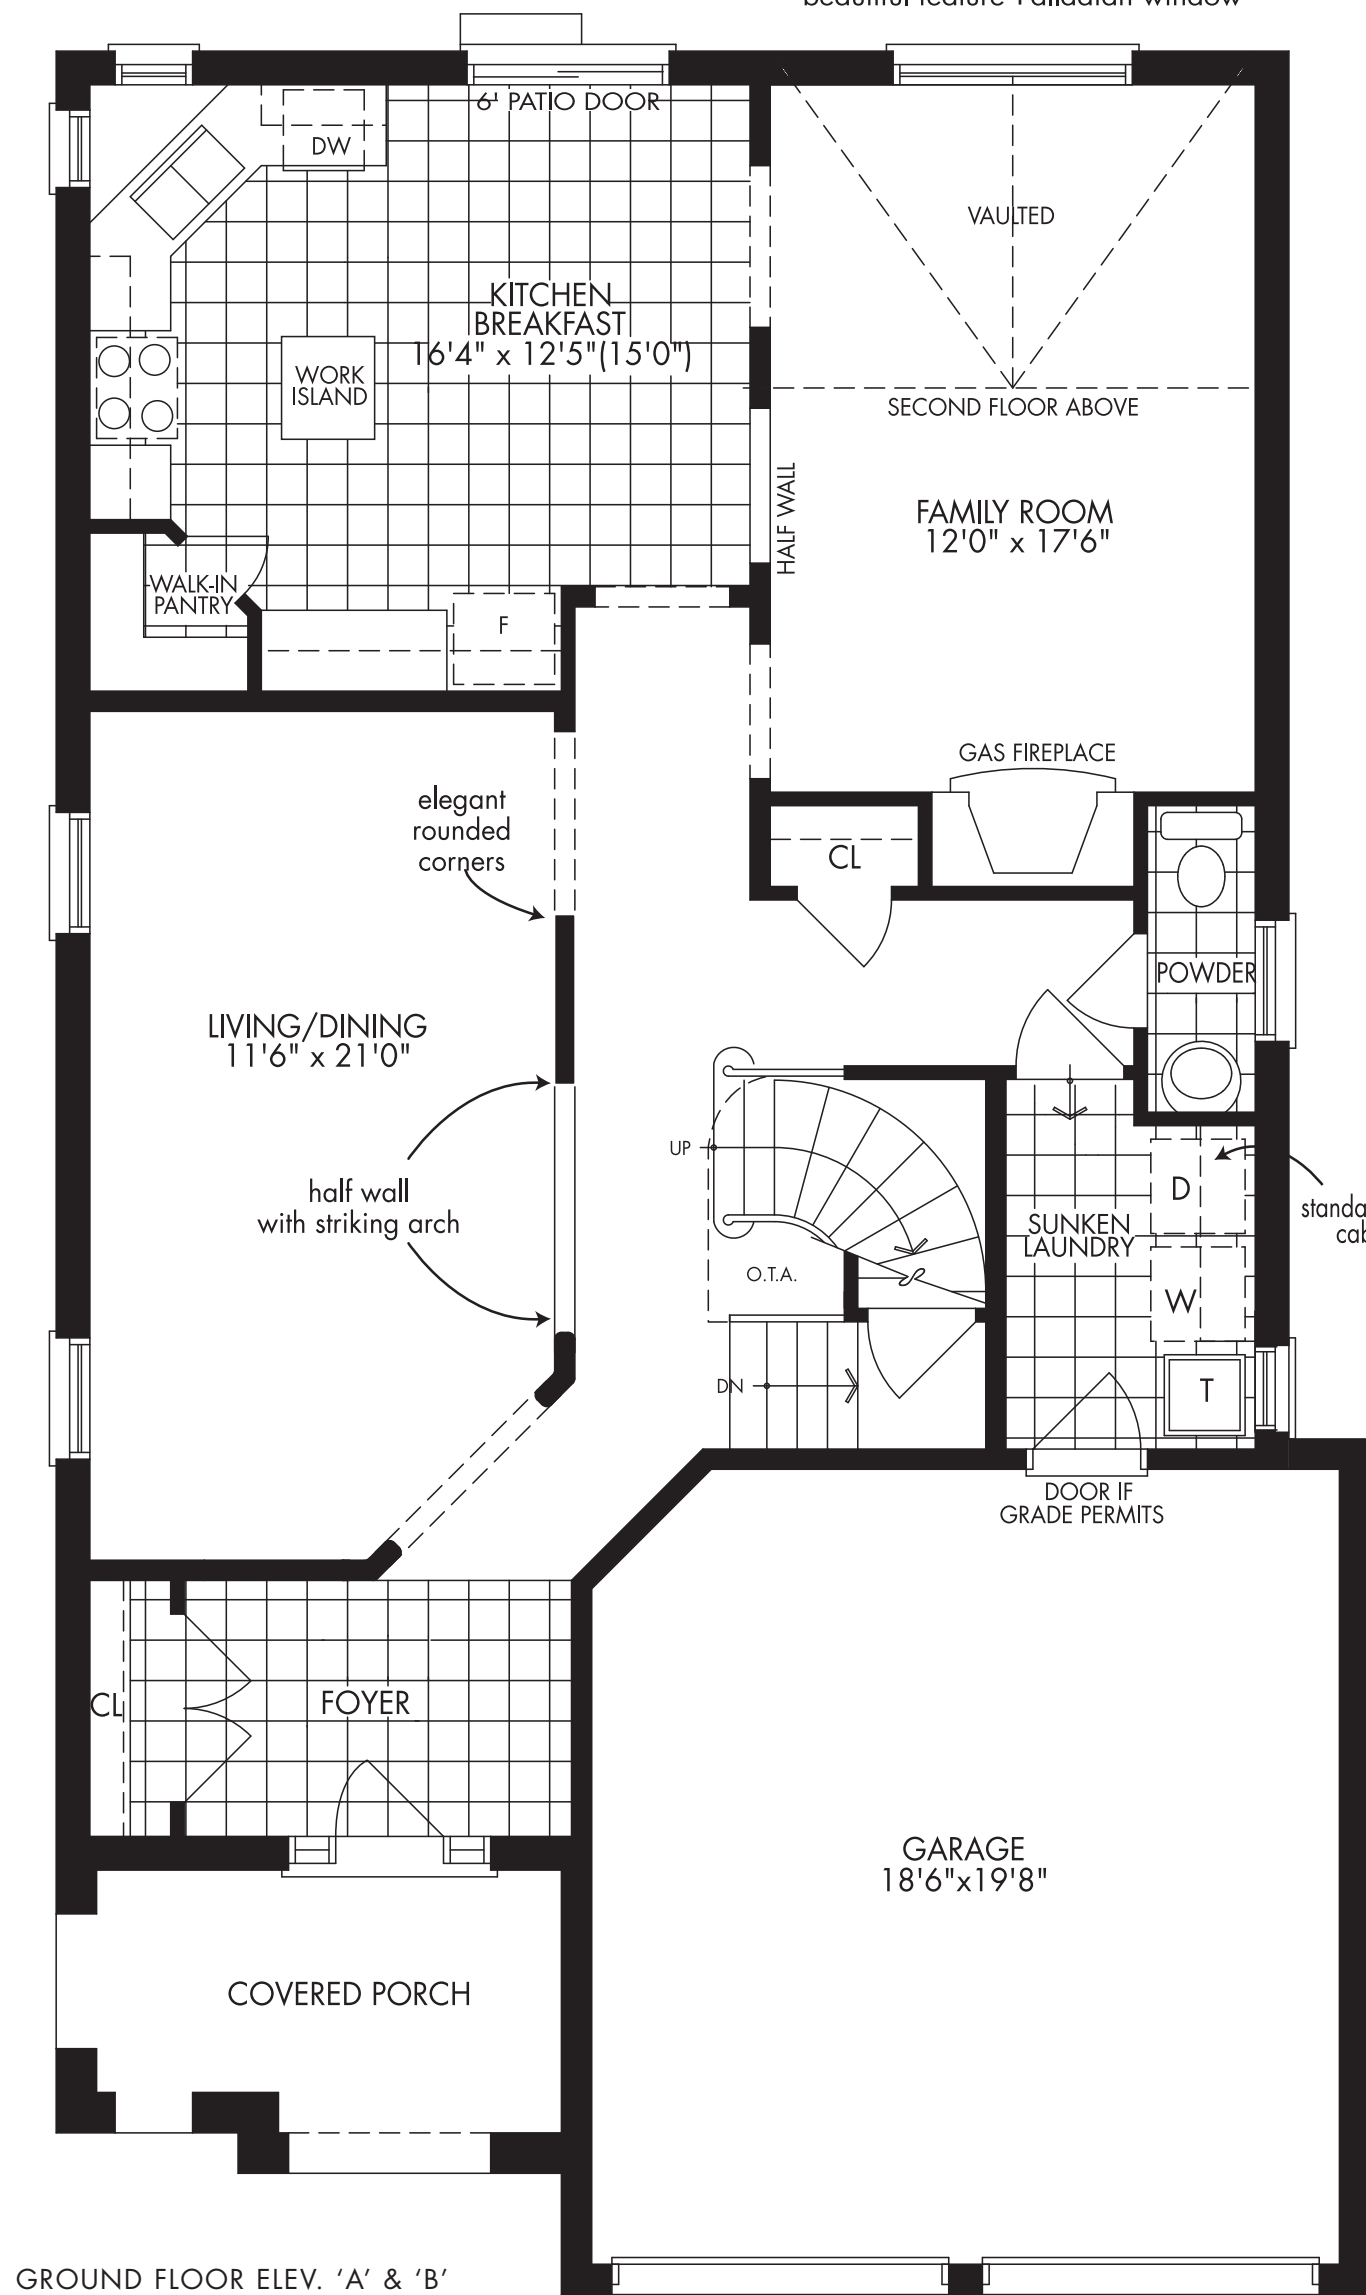 6' PATIO DOOR
DW
VAULTED
KITCHEN
BREAKFAST
16'4" x 12'5"(15'0")
WORK
ISLAND
SECOND FLOOR ABOVE
HALF WALL
FAMILY ROOM
12'0" x 17'6"
WALK-IN
PANTRY
F
GAS FIREPLACE
elegant
rounded
corners
CL
POWDER
LIVING/DINING
11'6" x 21'0"
UP
half wall
with striking arch
D
SUNKEN
LAUNDRY
O.T.A.
W
DN
T
DOOR IF
GRADE PERMITS
CL
FOYER
GARAGE
18'6"x19'8"
COVERED PORCH
GROUND FLOOR ELEV. ‘A’ & ‘B’